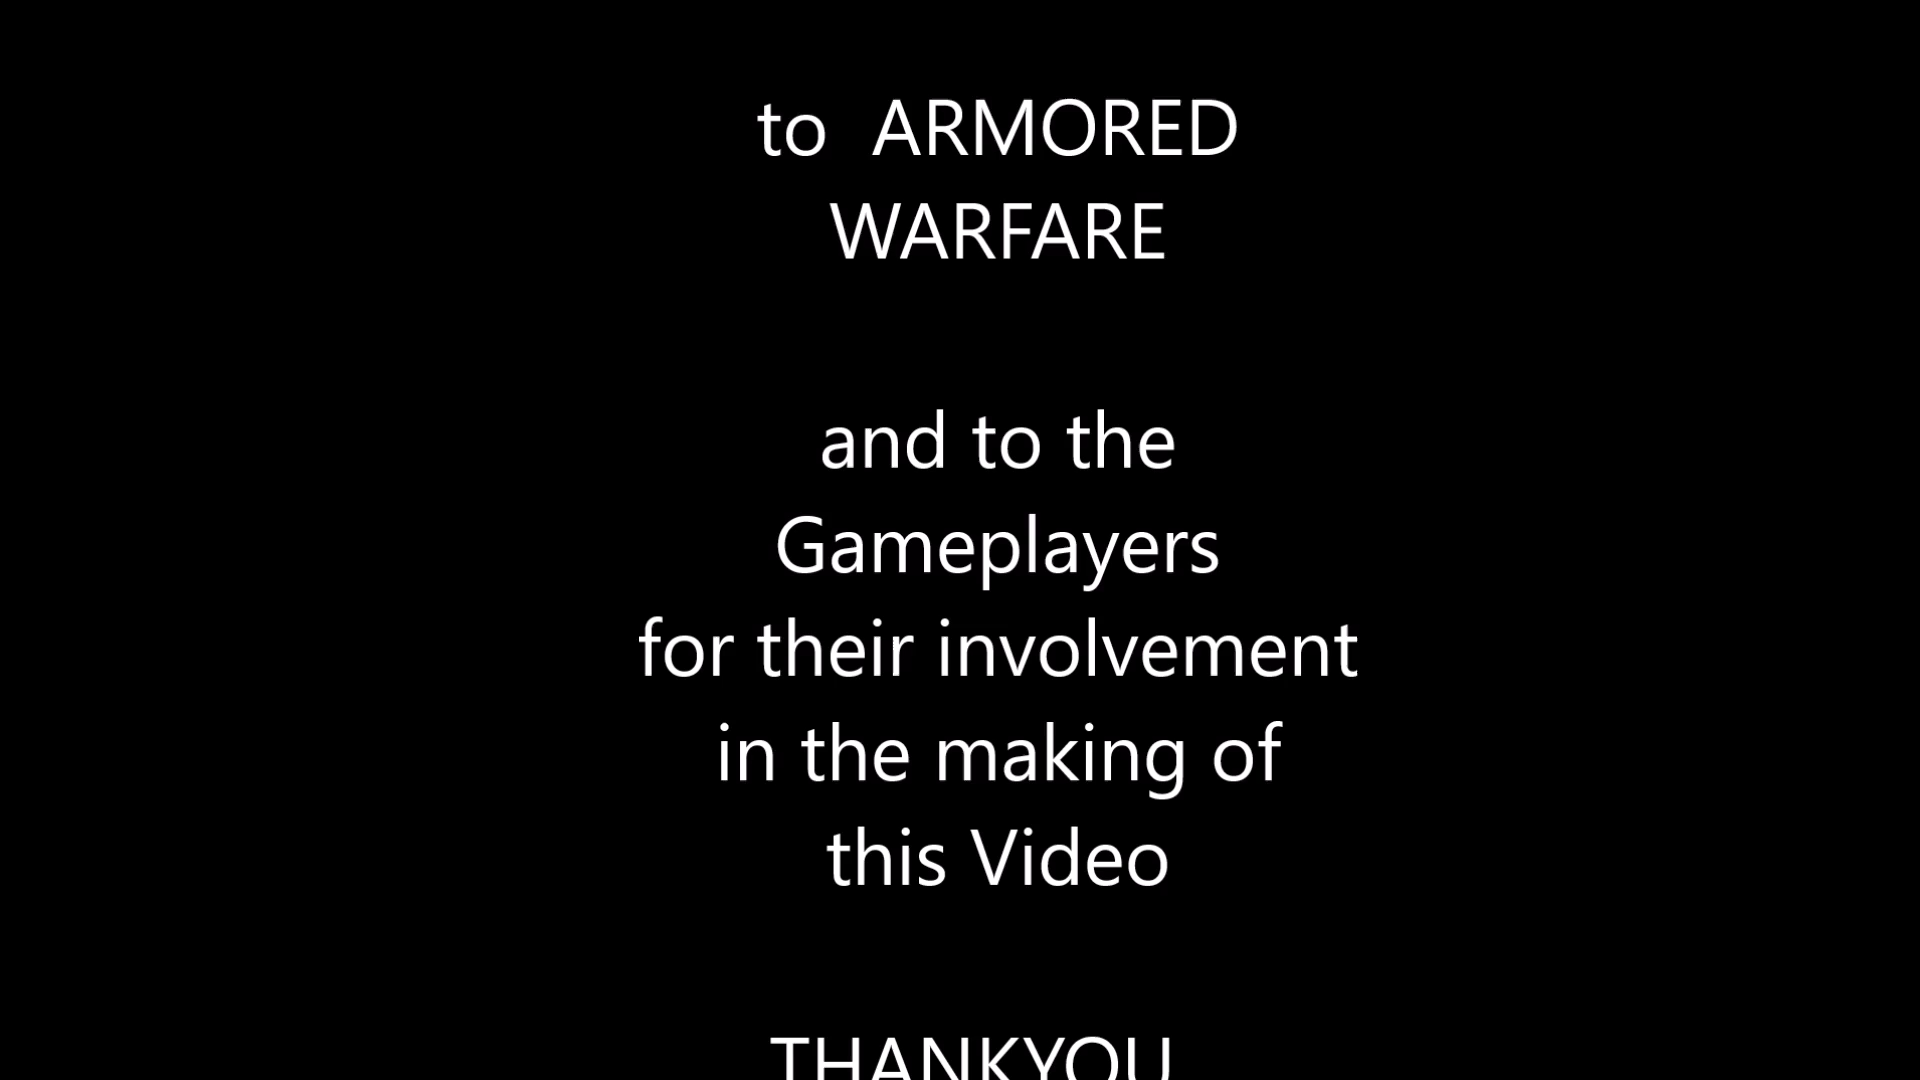 to  ARMORED
WARFARE
and to the
Gameplayers
for their involvement
in the making of
this Video
THANKYOU